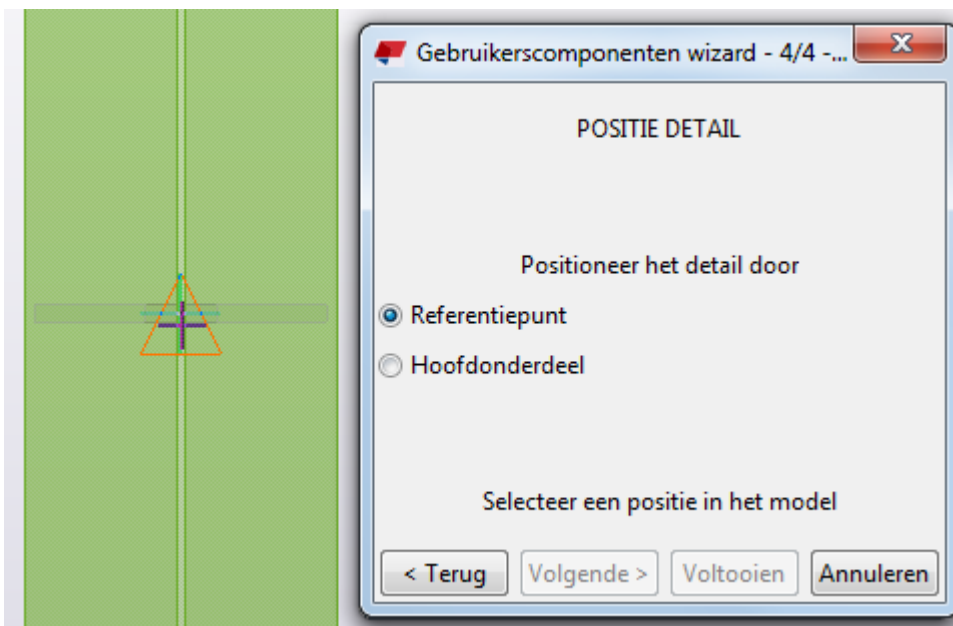 Gebruikerscomponenten wizard - 4/4 -...
POSITIE DETAIL
Positioneer het detail door
Referentiepunt
Hoofdonderdeel
Selecteer een positie in het model
< Terug Volgende > Voltooien Annuleren